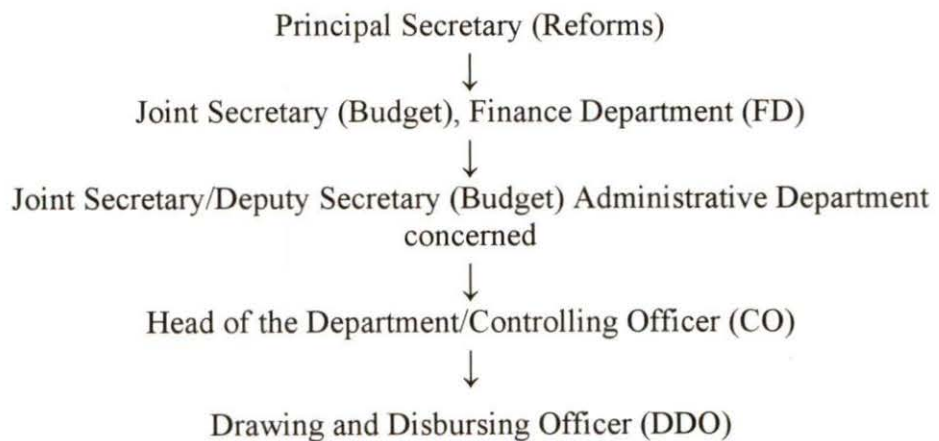 Principal Secretary (Reforms)
↓
Joint Secretary (Budget), Finance Department (FD)
↓
Joint Secretary/Deputy Secretary (Budget) Administrative Department
concerned
↓
Head of the Department/Controlling Officer (CO)
↓
Drawing and Disbursing Officer (DDO)